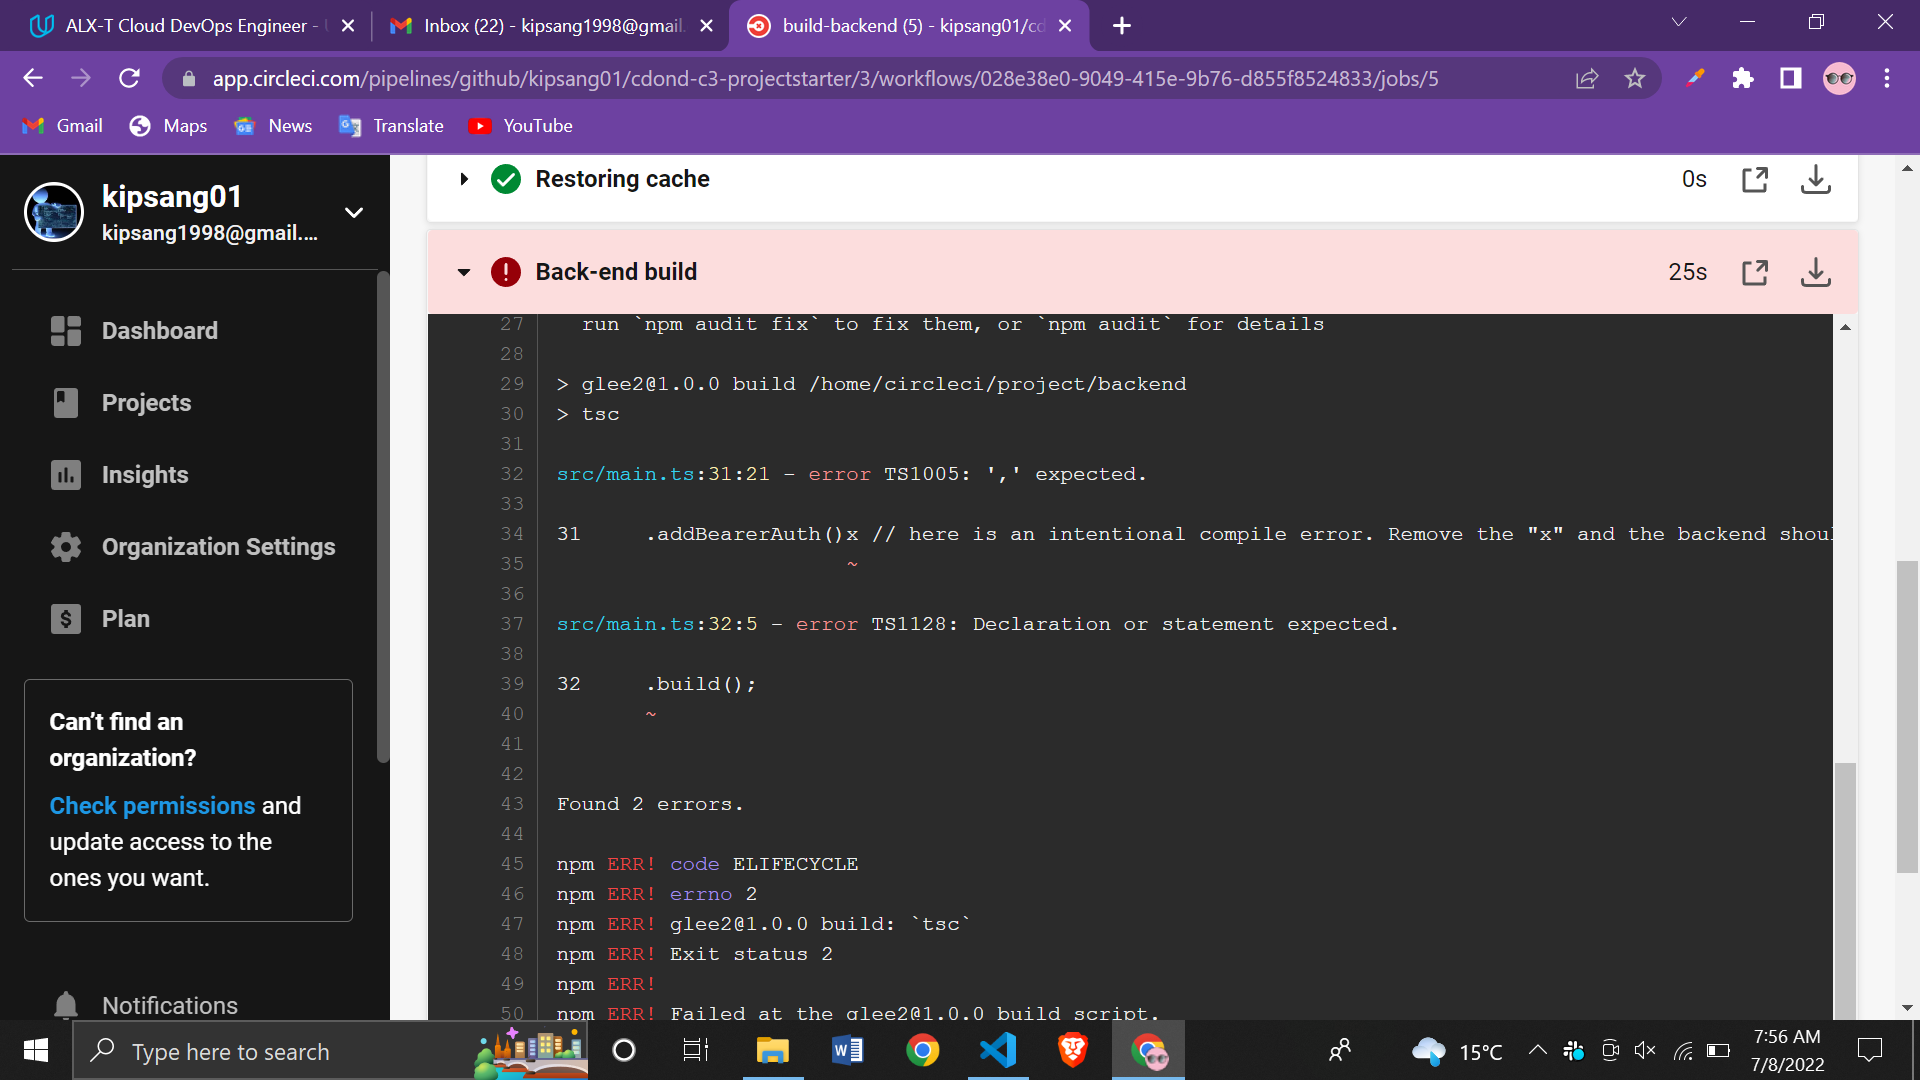 ALX-T Cloud DevOps Engineer -
Inbox (22) - kipsang1998@gmail.
build-backend (5) - kipsang01/cd
app.circleci.com/pipelines/github/kipsang01/cdond-c3-projectstarter/3/workflows/028e38e0-9049-415e-9b76-d855f8524833/jobs/5
Gmail
Maps
News
Translate
YouTube
kipsang01
kipsang1998@gmail....
Dashboard
Projects
Insights
Organization Settings
Plan
Can't find an
organization?
Check permissions and
update access to the
ones you want.
Notifications
Restoring cache
0s
Back-end build
25s
27 run `npm audit fix` to fix them, or `npm audit` for details
28
29 > glee2@1.0.0 build /home/circleci/project/backend
30 > tsc
31
32 src/main.ts:31:21 - error TS1005: ',' expected.
33
34 31 .addBearerAuth()x // here is an intentional compile error. Remove the "x" and the backend shoul
35 ~
36
37 src/main.ts:32:5 - error TS1128: Declaration or statement expected.
38
39 32 .build();
40 ~
41
42
43 Found 2 errors.
44
45 npm ERR! code ELIFECYCLE
46 npm ERR! errno 2
47 npm ERR! glee2@1.0.0 build: `tsc`
48 npm ERR! Exit status 2
49 npm ERR!
50 npm ERR! Failed at the glee2@1.0.0 build script.
Type here to search
15°C
7:56 AM
7/8/2022